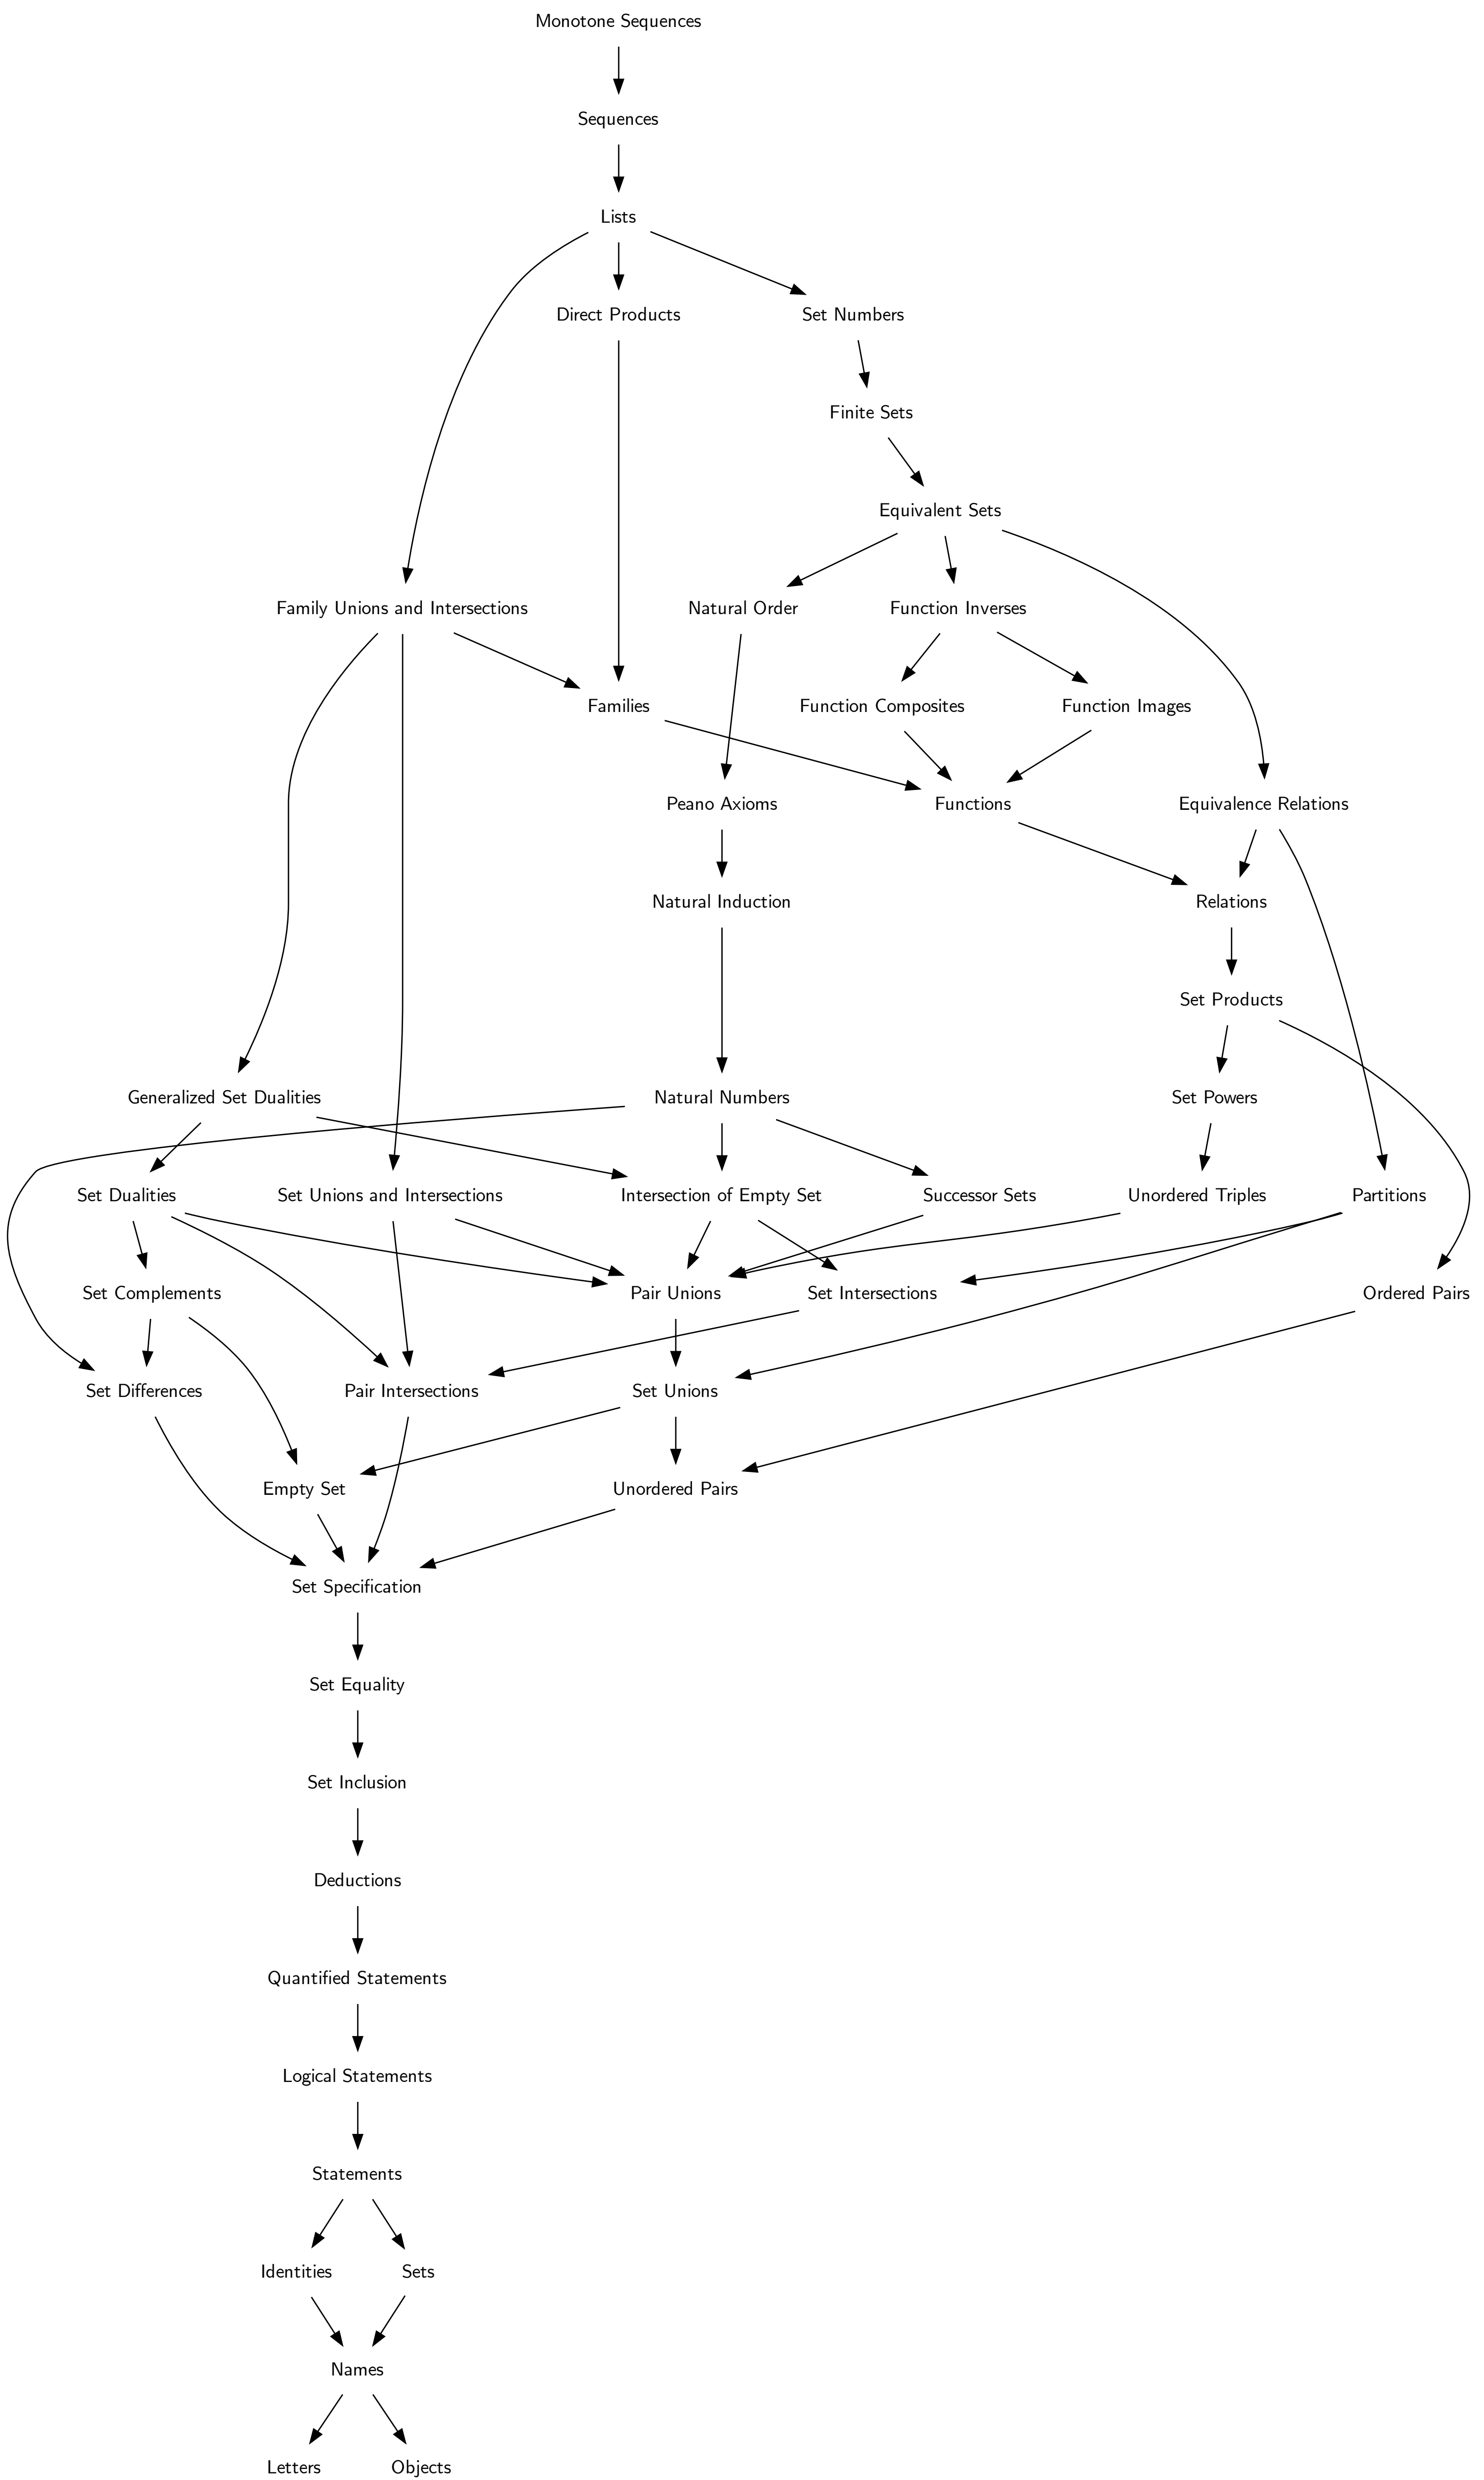 Monotone Sequences
Sequences
Lists
Direct Products
Set Numbers
Finite Sets
Equivalent Sets
Family Unions and Intersections
Natural Order
Function Inverses
Families
Function Composites
Function Images
Peano Axioms
Functions
Equivalence Relations
Natural Induction
Relations
Set Products
Generalized Set Dualities
Natural Numbers
Set Powers
Set Dualities
Set Unions and Intersections
Intersection of Empty Set
Successor Sets
Unordered Triples
Partitions
Set Complements
Pair Unions
Set Intersections
Ordered Pairs
Set Differences
Pair Intersections
Set Unions
Empty Set
Unordered Pairs
Set Specification
Set Equality
Set Inclusion
Deductions
Quantified Statements
Logical Statements
Statements
Identities
Sets
Names
Letters
Objects